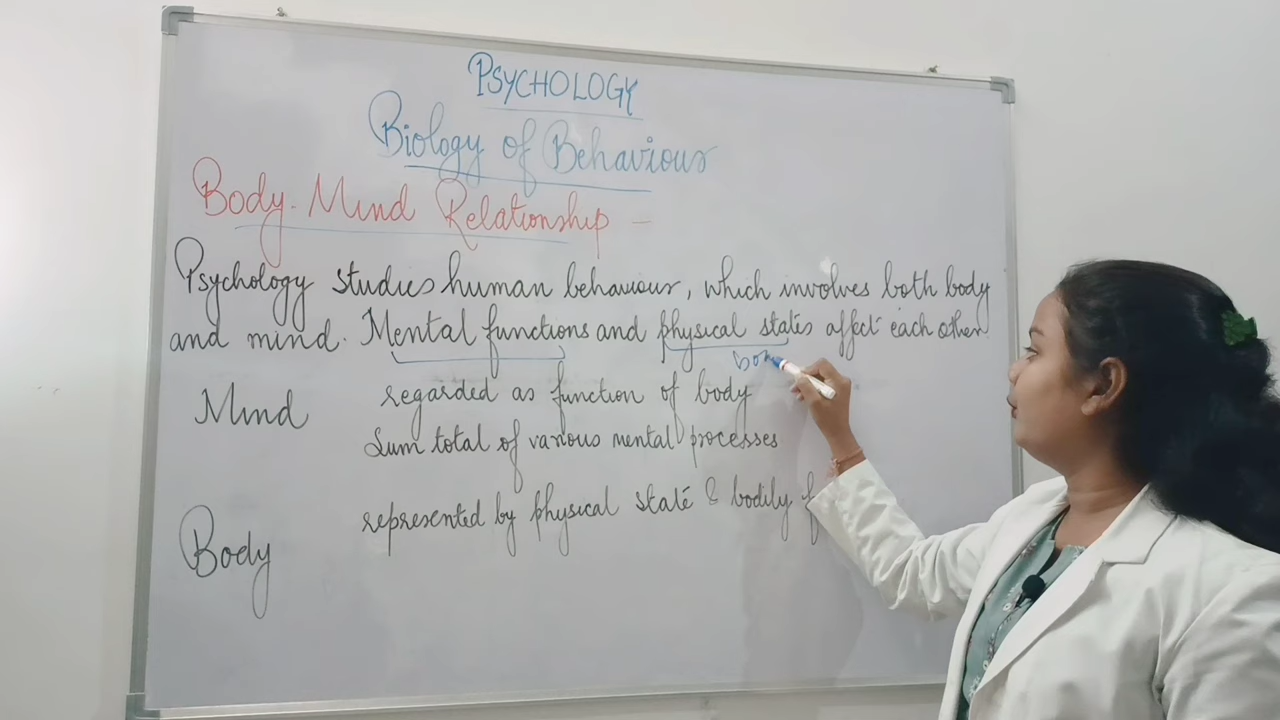 PSYCHOLOGY
Biology of Behaviour
Body-Mind Relationship -
Psychology studies human behaviour, which involves both body
and mind. Mental functions and physical states affect each other.
Mind regarded as function of body
Sum total of various mental processes
Body represented by physical state & bodily